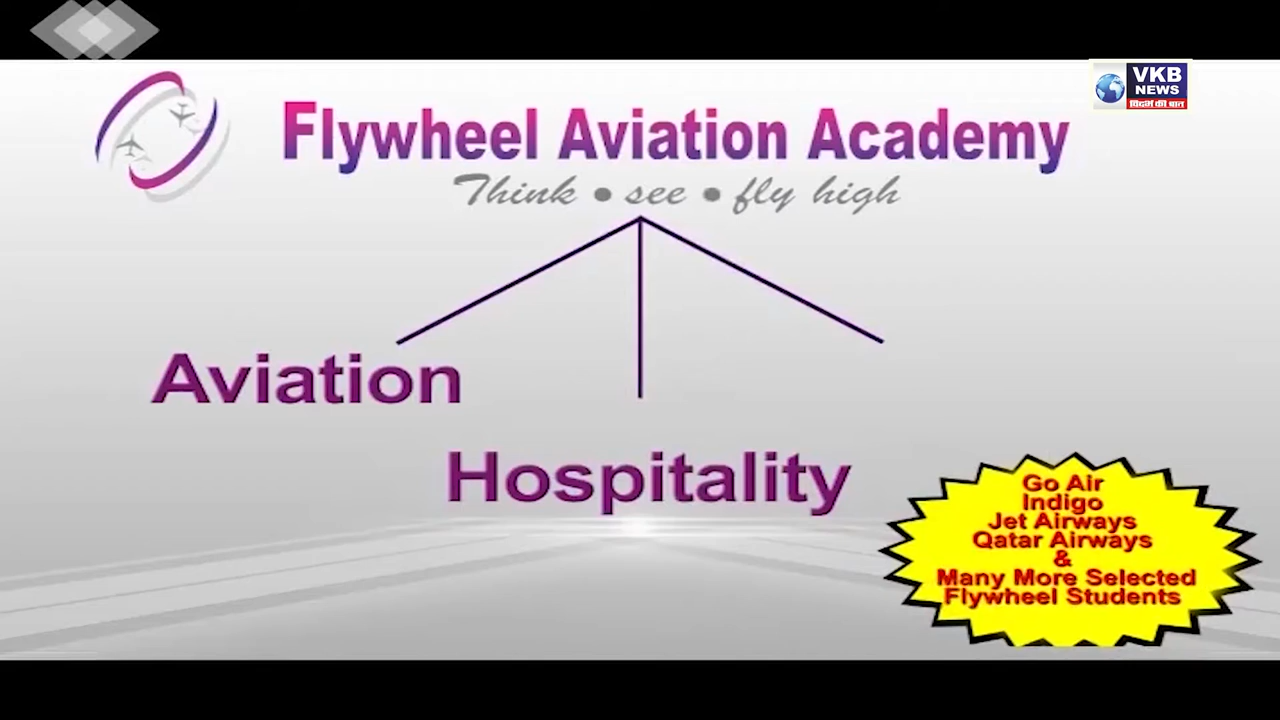 VKB
NEWS
विदर्भ की बात
Flywheel Aviation Academy
Think • see • fly high
Aviation
Hospitality
Go Air
Indigo
Jet Airways
Qatar Airways
&
Many More Selected
Flywheel Students